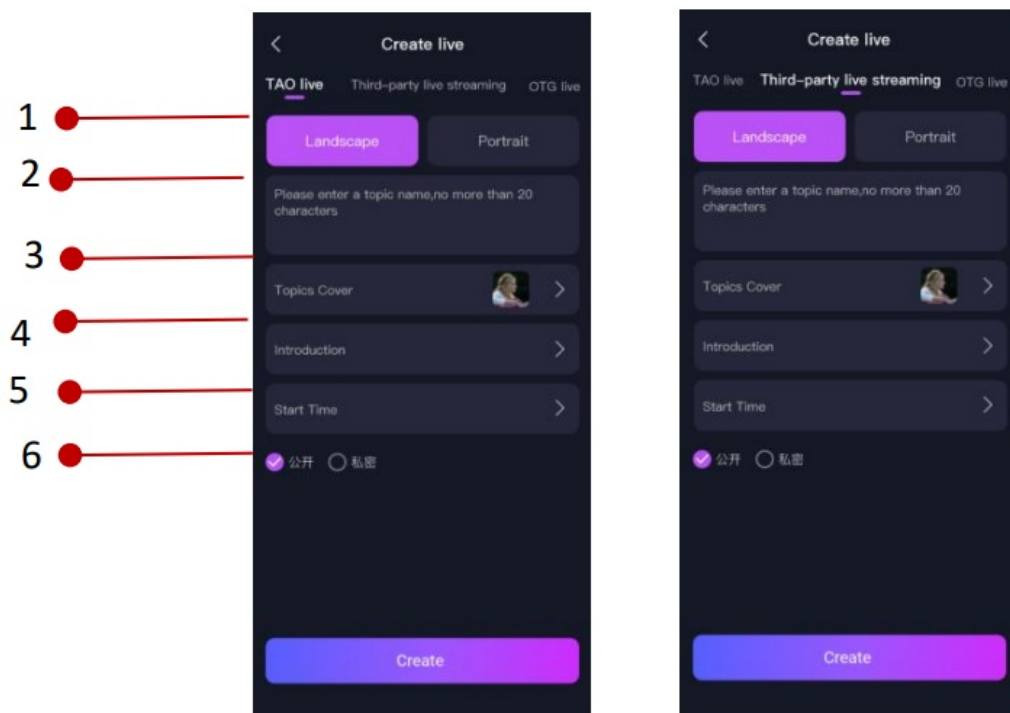 Create live
TAO live Third-party live streaming OTG live
1
Landscape Portrait
2
Please enter a topic name,no more than 20
characters
3
Topics Cover
4
Introduction
5
Start Time
6
公开 私密
Create
Create live
TAO live Third-party live streaming OTG live
Landscape Portrait
Please enter a topic name,no more than 20
characters
Topics Cover
Introduction
Start Time
公开 私密
Create